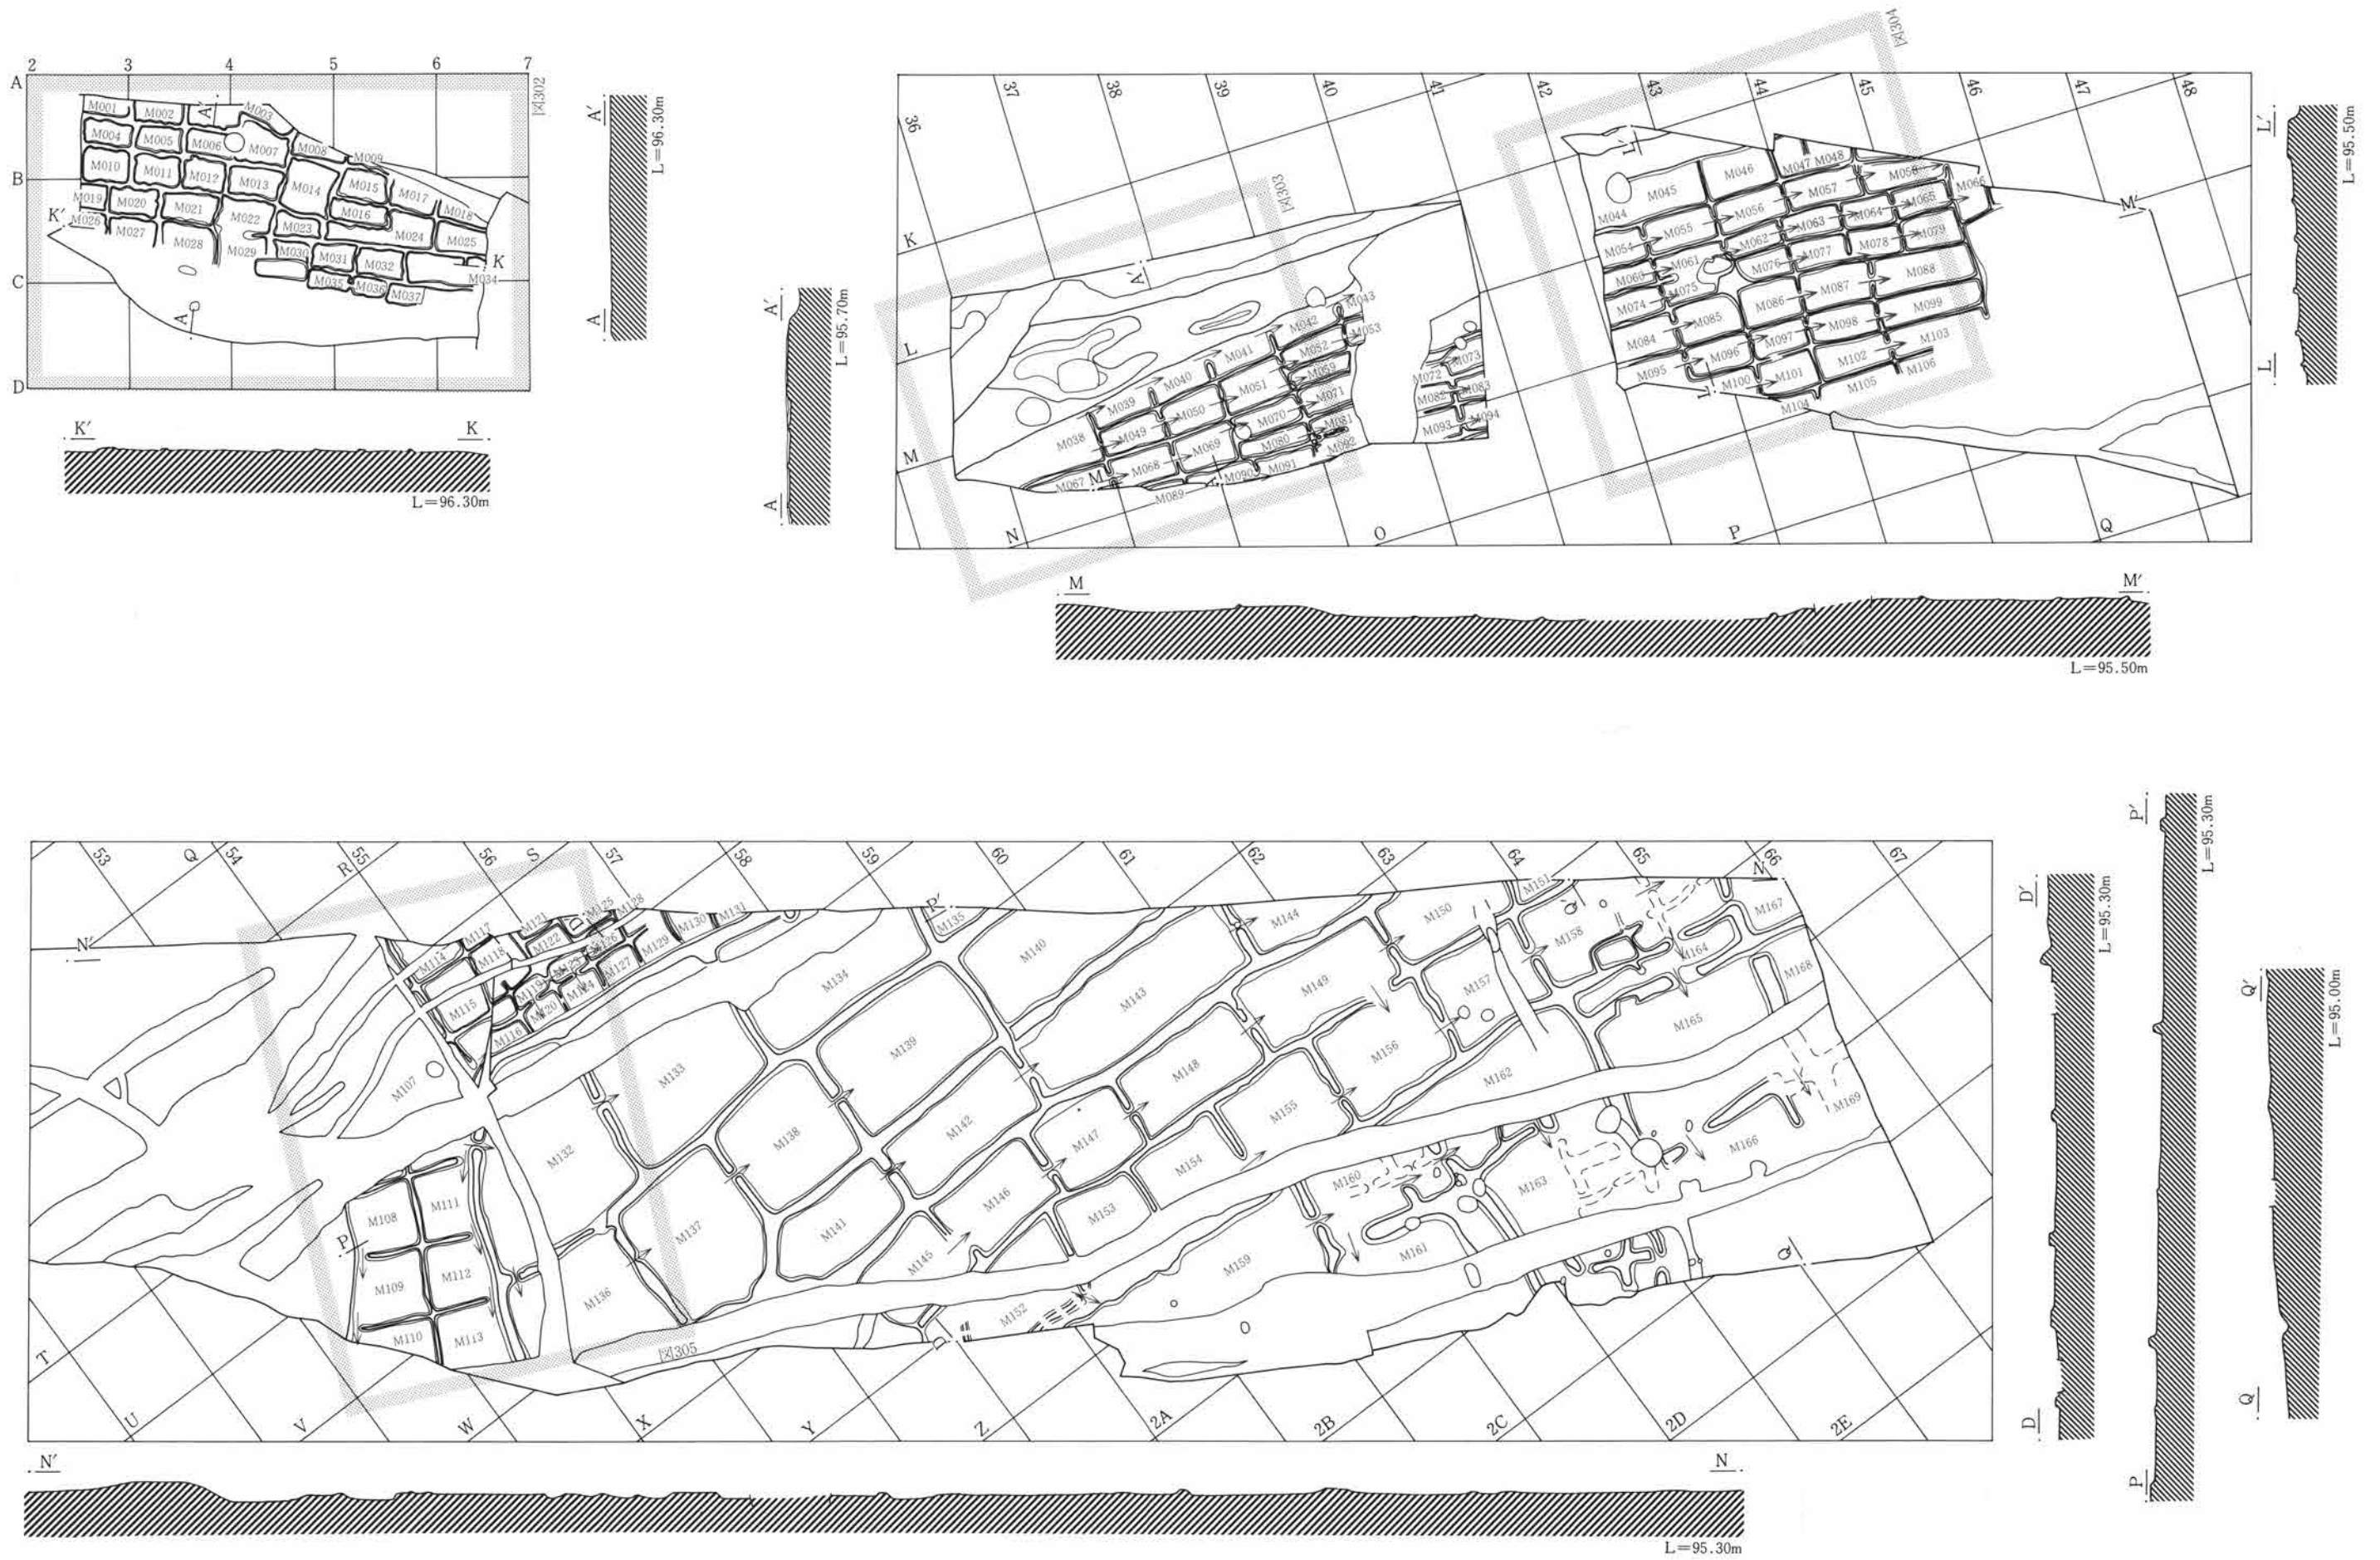 2 3 4 5 6 7
A
B
C
D
図302
M001 M002 A′ M003
M004 M005 M006 M007 M008 M009
M010 M011 M012 M013 M014 M015 M017
M019 M020 M021 M022 M016 M018
K′ M026 M027 M028 M023 M024 M025
M029 M030 M031 M032 K
M034
M035 M036 M037
A
A′
A
L=96.30m
K′ K
L=96.30m
A′
A
L=95.70m
36 37 38 39 40 41 42 43 44 45 46 47 48
K
L
M
N O P Q
図303
図304
A′
M043
M042 M053
M041 M052
M040 M051 M059
M039 M050 M070 M071
M038 M049 M069 M080 M081
M067 M M068 M090 M091 M092
M089 A
M073
M072 M083
M082 M094
M093
L′
M045 M046 M047 M048
M044 M055 M056 M057 M058 M066
M054 M061 M062 M063 M064 M065
M060 M075 M076 M077 M078 M079
M074 M085 M086 M087 M088
M084 M096 M097 M098 M099
M095 M100 M101 M102 M103
L M104 M105 M106
M′
L′
L
L=95.50m
M M′
L=95.50m
53 Q 54 R 55 56 S 57 58 59 60 61 62 63 64 65 66 67
N′ N
T
U V W X Y Z 2A 2B 2C 2D 2E
図305
M114 M117 M121 D′ M125 M128
M118 M122 M126 M130 M131
M115 M119 M123 M127 M129
M116 M120 M124
M107
M108 M111
P
M109 M112
M110 M113
M132 M133 M134 P′ M135
M136 M137 M138 M139 M140
M141 M142 M143 M144
M145 M146 M147 M148 M149 M150 M151
D M152 M153 M154 M155 M156 M157 M158
M159 M160 M161 M162 M163 M164 M165
M166 M167 M168 M169
Q′
Q
D′
D
L=95.30m
P′
P
L=95.30m
Q′
Q
L=95.00m
N′ N
L=95.30m